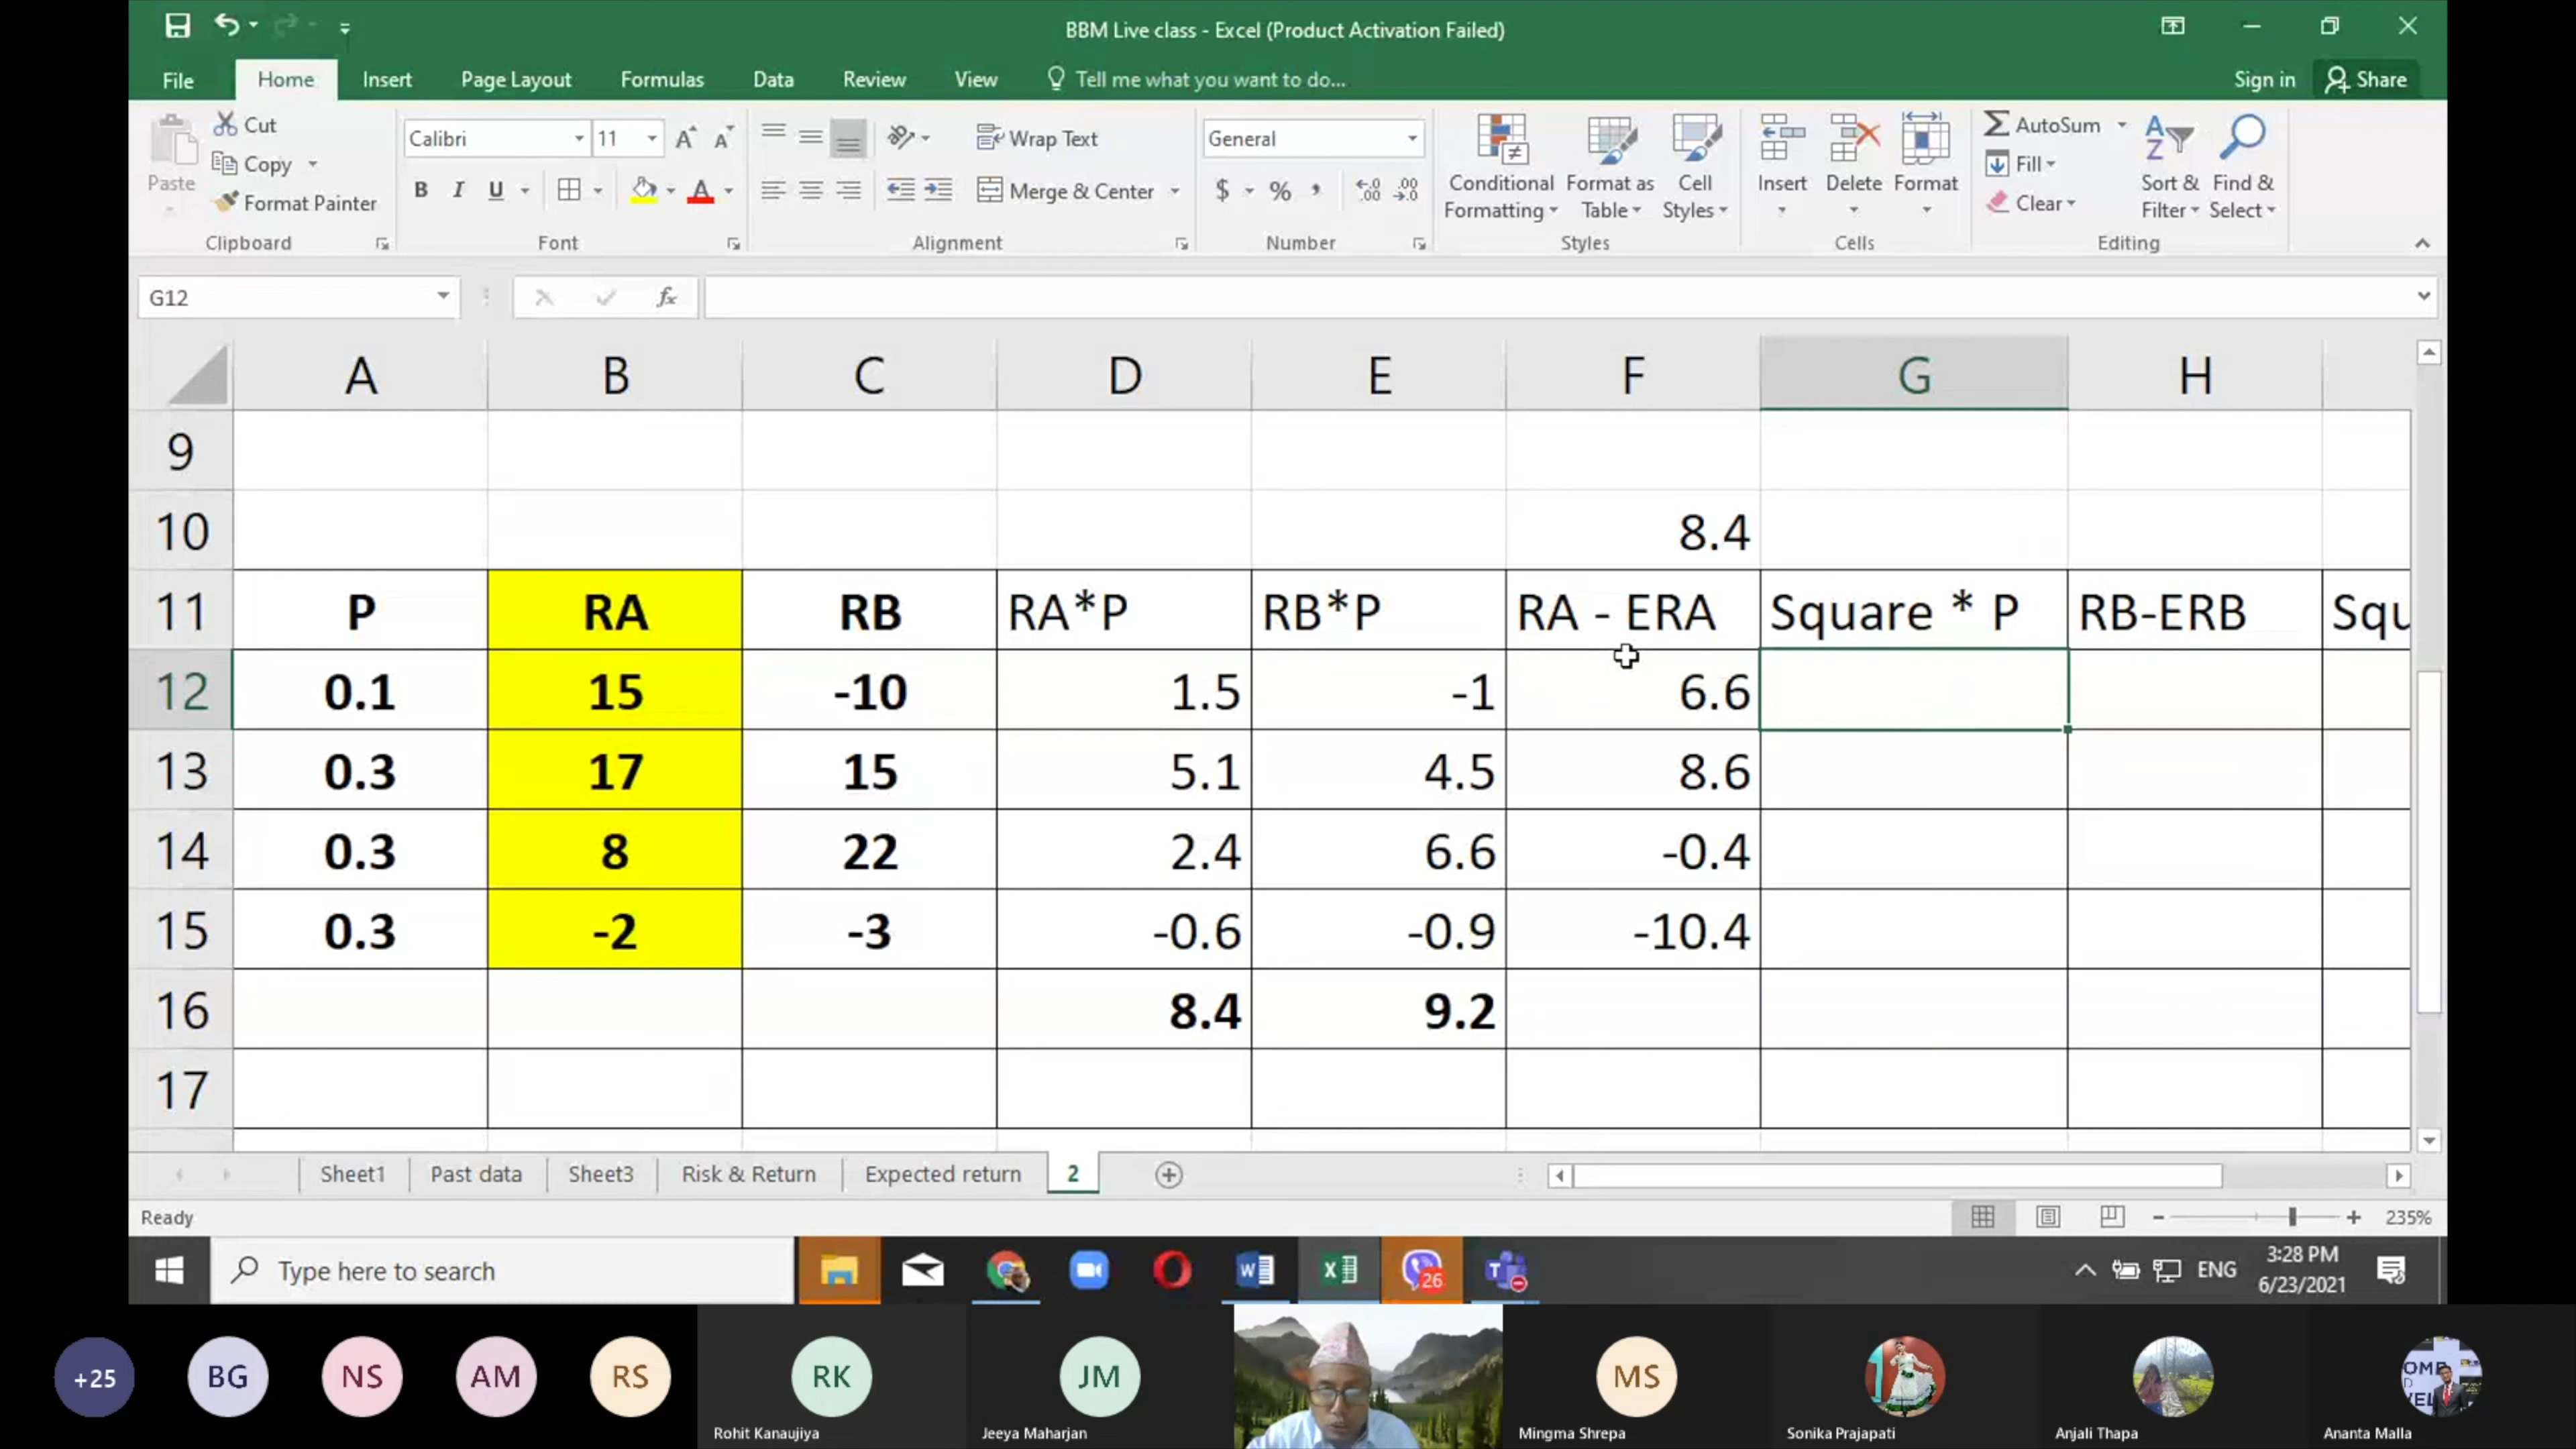 BBM Live class - Excel (Product Activation Failed)
File Home Insert Page Layout Formulas Data Review View Tell me what you want to do... Sign in Share
Paste
Cut
Copy
Format Painter
Clipboard
Calibri 11
B I U A
Font
Wrap Text
Merge & Center
Alignment
General
$ % ,
Number
Conditional Formatting
Format as Table
Cell Styles
Styles
Insert Delete Format
Cells
AutoSum
Fill
Clear
Sort & Filter
Find & Select
Editing
G12 fx
A B C D E F G H
9
10 8.4
11 P RA RB RA*P RB*P RA - ERA Square * P RB-ERB Squ
12 0.1 15 -10 1.5 -1 6.6
13 0.3 17 15 5.1 4.5 8.6
14 0.3 8 22 2.4 6.6 -0.4
15 0.3 -2 -3 -0.6 -0.9 -10.4
16 8.4 9.2
17
Sheet1 Past data Sheet3 Risk & Return Expected return 2
Ready 235%
Type here to search 26 ENG 3:28 PM
6/23/2021
+25 BG NS AM RS RK JM MS
Rohit Kanaujiya Jeeya Maharjan Mingma Shrepa Sonika Prajapati Anjali Thapa Ananta Malla